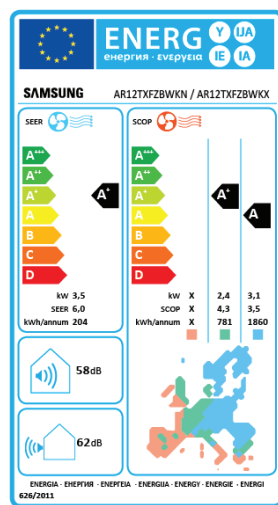 ENERG Y IJA
енергия · ενεργεια IE IA
SAMSUNG AR12TXFZBWKN / AR12TXFZBWKX
SEER SCOP
A+++ A+++
A++ A++
A+ A+ A+ A+
A A A
B B
C C
D D
kW 3,5 kW X 2,4 3,1
SEER 6,0 SCOP X 4,3 3,5
kWh/annum 204 kWh/annum X 781 1860
58dB
62dB
ENERGIA · ЕНЕРГИЯ · ΕΝΕΡΓΕΙΑ · ENERGIJA · ENERGY · ENERGIE · ENERGI
626/2011